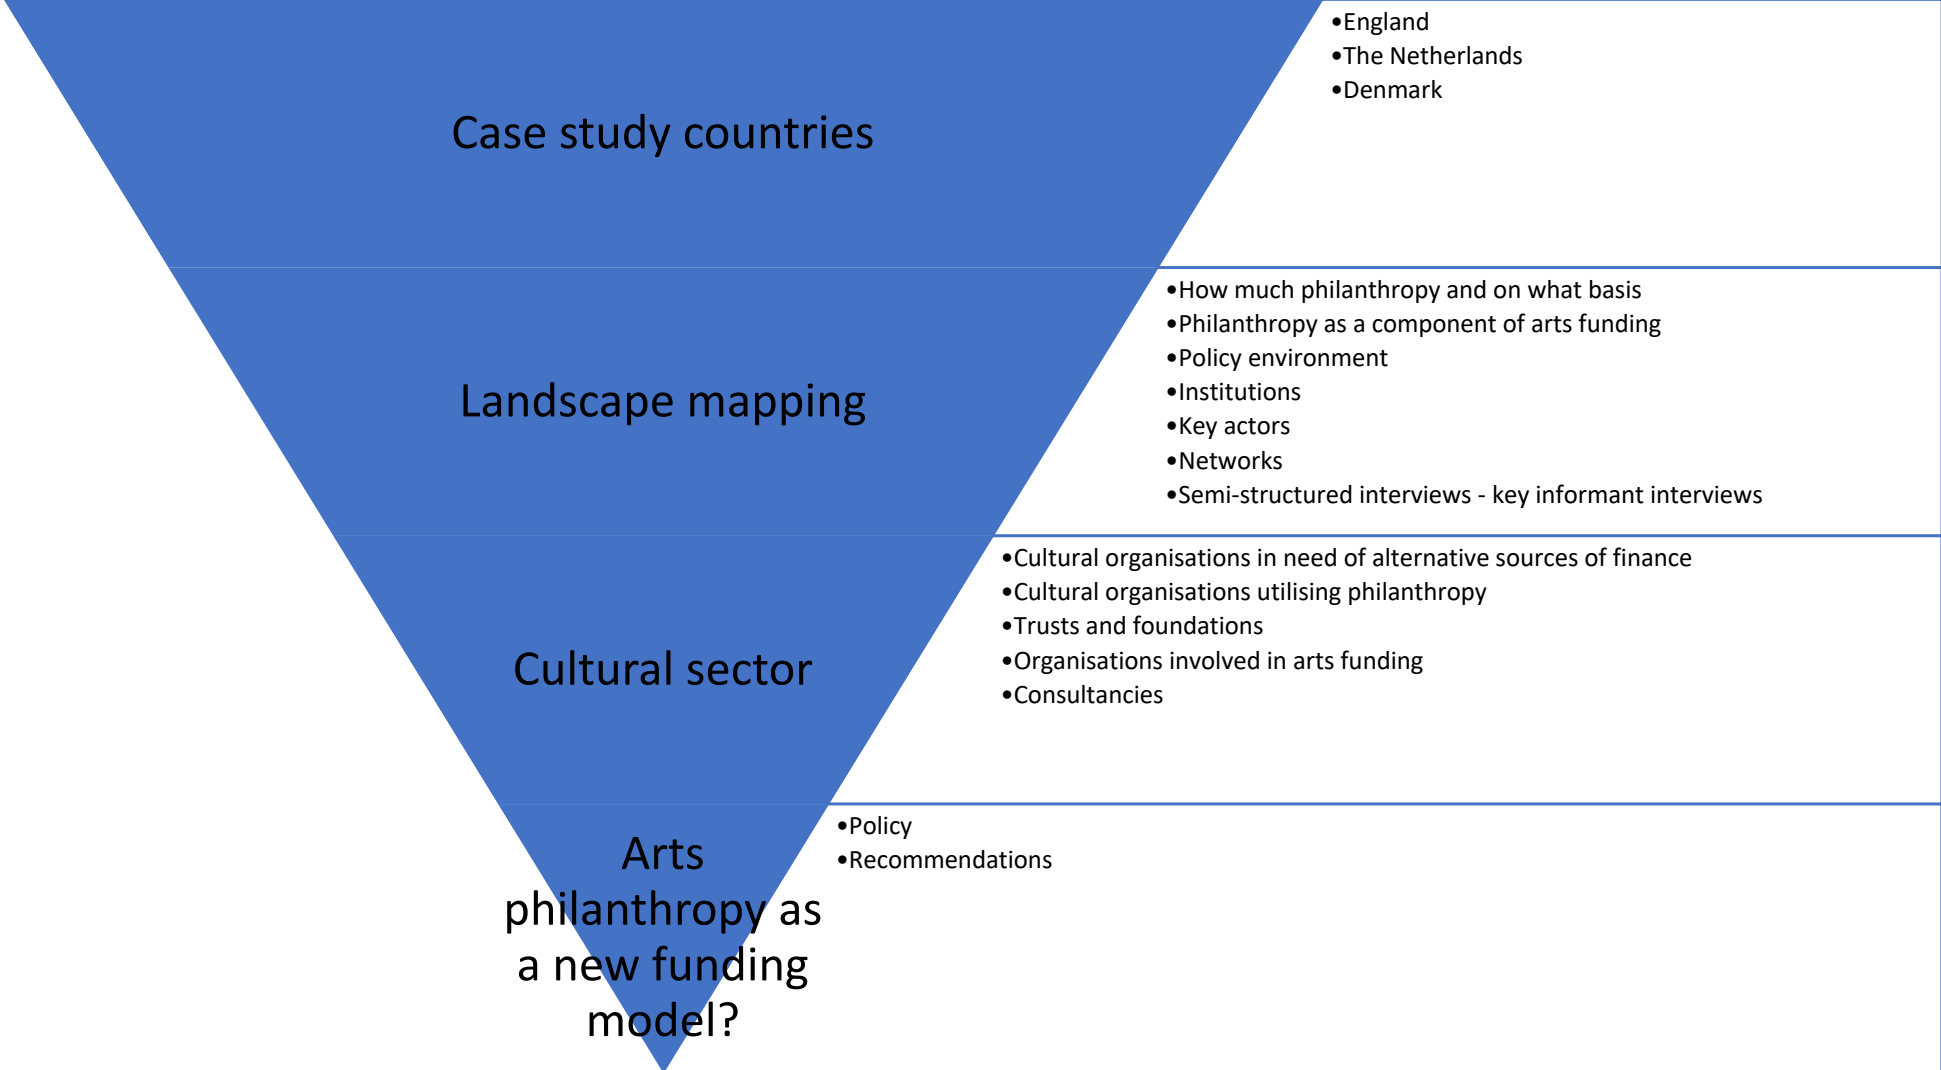 Case study countries
•England
•The Netherlands
•Denmark
Landscape mapping
•How much philanthropy and on what basis
•Philanthropy as a component of arts funding
•Policy environment
•Institutions
•Key actors
•Networks
•Semi-structured interviews - key informant interviews
Cultural sector
•Cultural organisations in need of alternative sources of finance
•Cultural organisations utilising philanthropy
•Trusts and foundations
•Organisations involved in arts funding
•Consultancies
Arts
philanthropy as
a new funding
model?
•Policy
•Recommendations